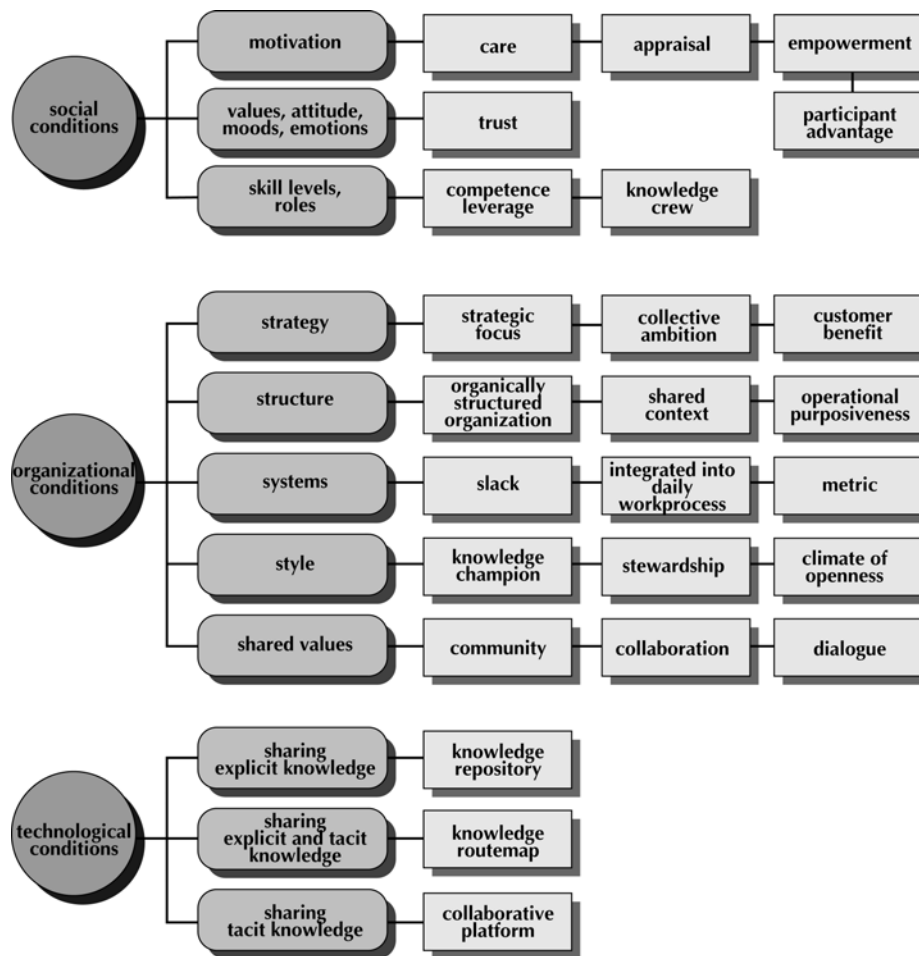 motivation
care
appraisal
empowerment
social
conditions
values, attitude,
moods, emotions
trust
participant
advantage
skill levels,
roles
competence
leverage
knowledge
crew
strategy
strategic
focus
collective
ambition
customer
benefit
structure
organically
structured
organization
shared
context
operational
purposiveness
organizational
conditions
systems
slack
integrated into
daily
workprocess
metric
style
knowledge
champion
stewardship
climate of
openness
shared values
community
collaboration
dialogue
sharing
explicit knowledge
knowledge
repository
technological
conditions
sharing
explicit and tacit
knowledge
knowledge
routemap
sharing
tacit knowledge
collaborative
platform